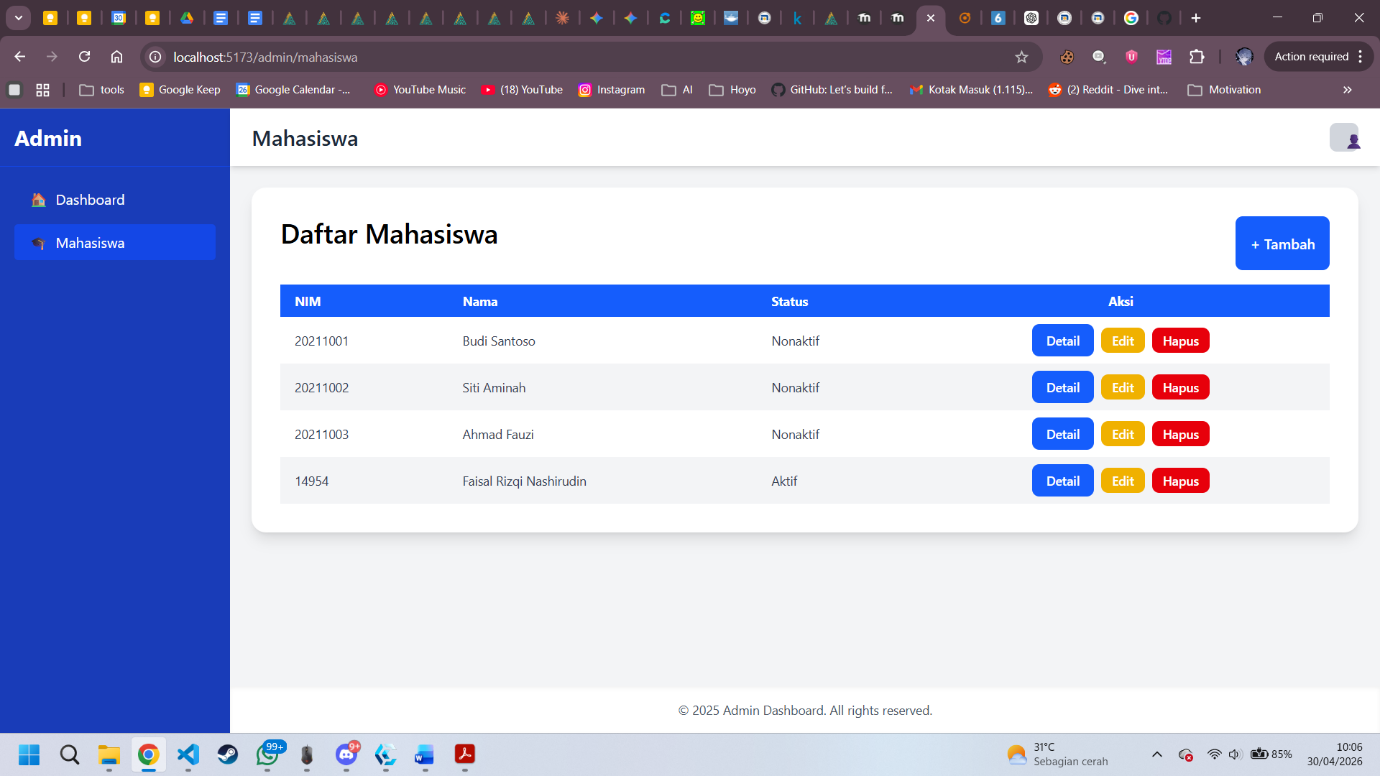 localhost:5173/admin/mahasiswa
Action required
tools
Google Keep
Google Calendar -...
YouTube Music
(18) YouTube
Instagram
AI
Hoyo
GitHub: Let's build f...
Kotak Masuk (1.115)...
(2) Reddit - Dive int...
Motivation
»
Admin
Mahasiswa
Dashboard
Mahasiswa
Daftar Mahasiswa
+ Tambah
NIM Nama Status Aksi
20211001 Budi Santoso Nonaktif Detail Edit Hapus
20211002 Siti Aminah Nonaktif Detail Edit Hapus
20211003 Ahmad Fauzi Nonaktif Detail Edit Hapus
14954 Faisal Rizqi Nashirudin Aktif Detail Edit Hapus
© 2025 Admin Dashboard. All rights reserved.
99+
9+
31°C
Sebagian cerah
85%
10:06
30/04/2026